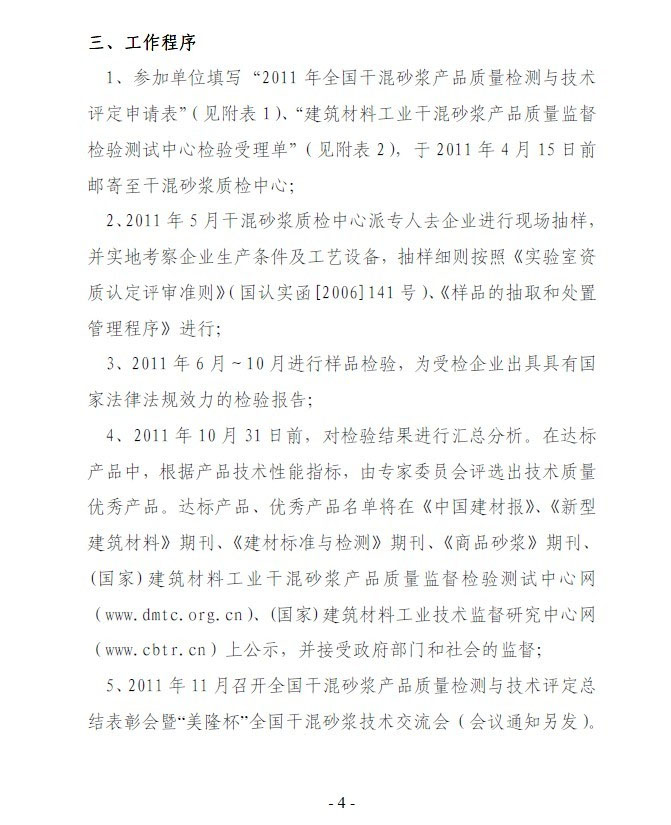 三、工作程序
1、参加单位填写“2011 年全国干混砂浆产品质量检测与技术
评定申请表”（见附表 1）、“建筑材料工业干混砂浆产品质量监督
检验测试中心检验受理单”（见附表 2），于 2011 年 4 月 15 日前
邮寄至干混砂浆质检中心；
2、2011 年 5 月干混砂浆质检中心派专人去企业进行现场抽样，
并实地考察企业生产条件及工艺设备，抽样细则按照《实验室资
质认定评审准则》（国认实函[2006]141 号）、《样品的抽取和处置
管理程序》进行；
3、2011 年 6 月～10 月进行样品检验，为受检企业出具具有国
家法律法规效力的检验报告；
4、2011 年 10 月 31 日前，对检验结果进行汇总分析。在达标
产品中，根据产品技术性能指标，由专家委员会评选出技术质量
优秀产品。达标产品、优秀产品名单将在《中国建材报》、《新型
建筑材料》期刊、《建材标准与检测》期刊、《商品砂浆》期刊、
(国家)建筑材料工业干混砂浆产品质量监督检验测试中心网
（www.dmtc.org.cn）、(国家)建筑材料工业技术监督研究中心网
（www.cbtr.cn）上公示，并接受政府部门和社会的监督；
5、2011 年 11 月召开全国干混砂浆产品质量检测与技术评定总
结表彰会暨“美隆杯”全国干混砂浆技术交流会（会议通知另发）。
- 4 -